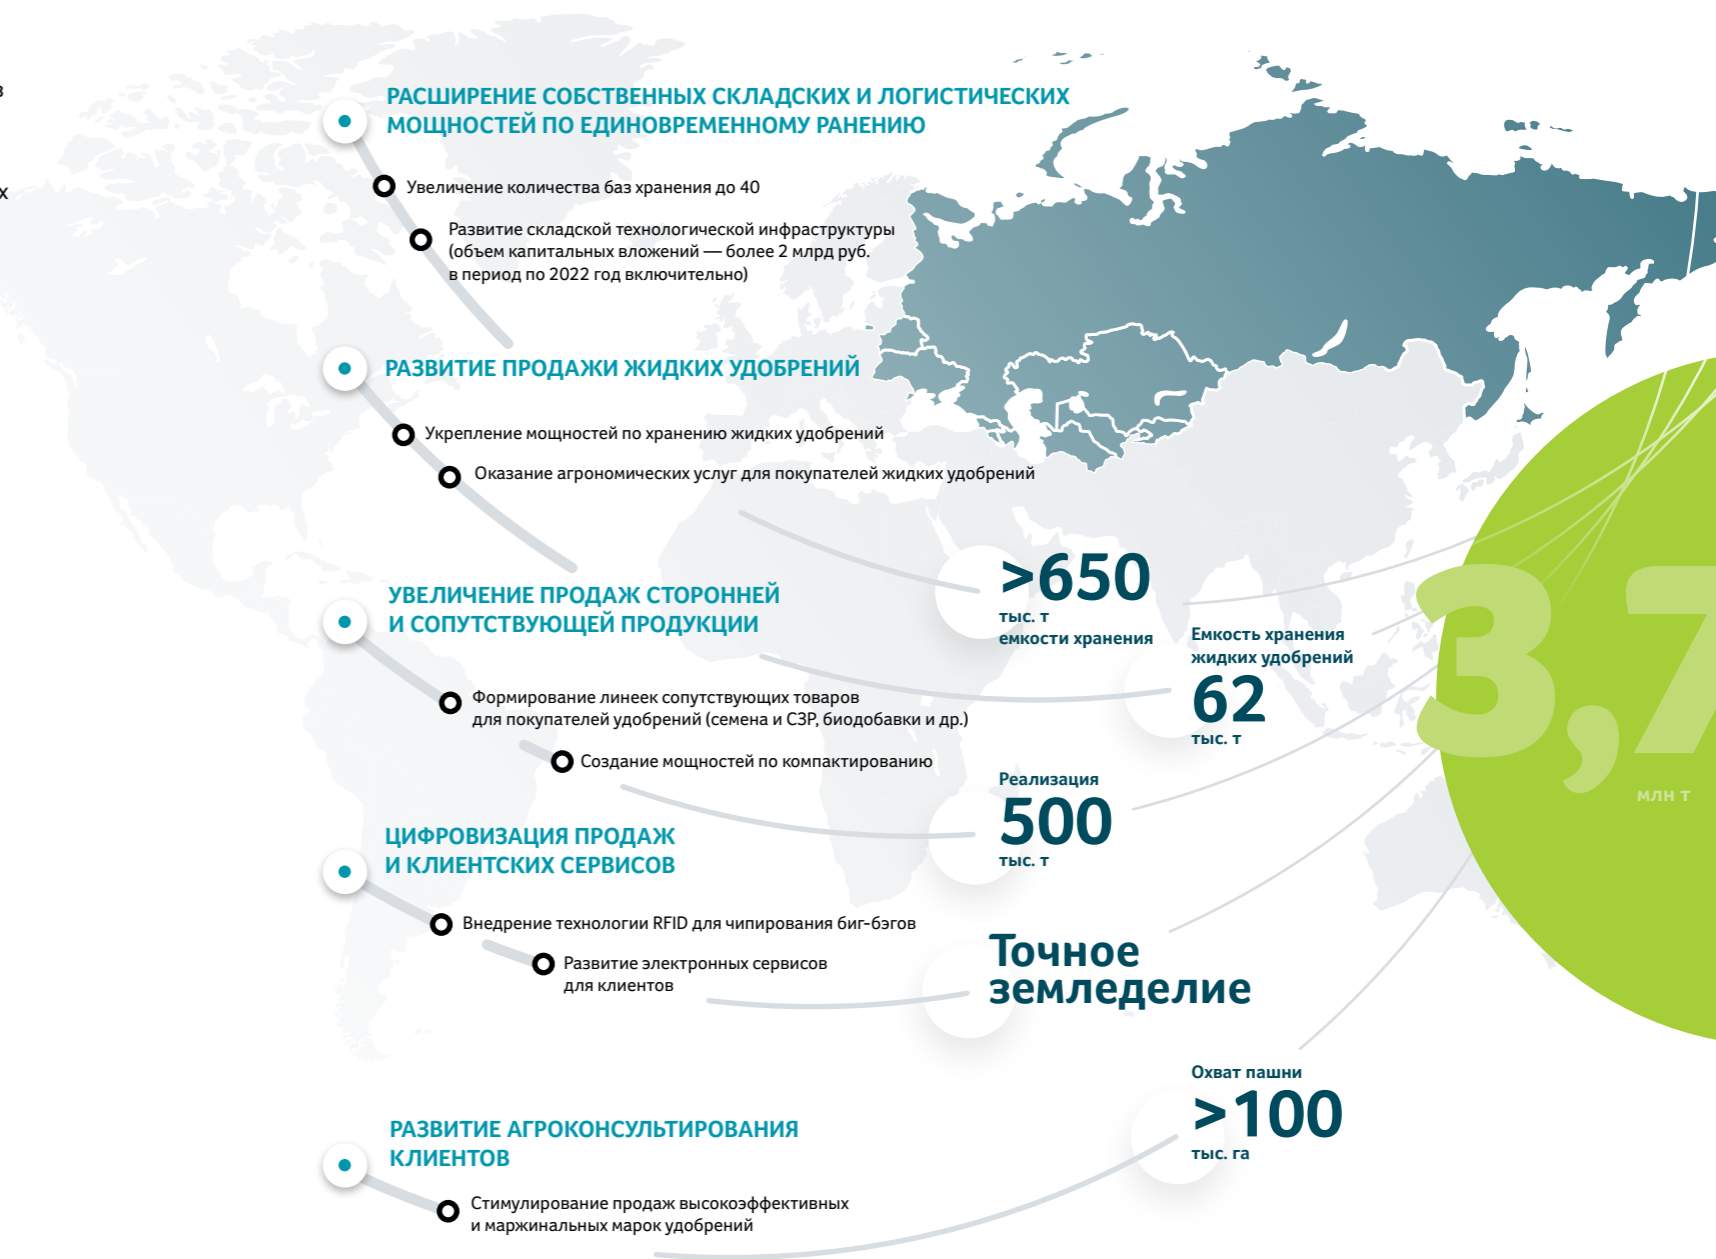 в
х
РАСШИРЕНИЕ СОБСТВЕННЫХ СКЛАДСКИХ И ЛОГИСТИЧЕСКИХ
МОЩНОСТЕЙ ПО ЕДИНОВРЕМЕННОМУ РАНЕНИЮ
Увеличение количества баз хранения до 40
Развитие складской технологической инфраструктуры
(объем капитальных вложений — более 2 млрд руб.
в период по 2022 год включительно)
РАЗВИТИЕ ПРОДАЖИ ЖИДКИХ УДОБРЕНИЙ
Укрепление мощностей по хранению жидких удобрений
Оказание агрономических услуг для покупателей жидких удобрений
>650
тыс. т
емкости хранения
УВЕЛИЧЕНИЕ ПРОДАЖ СТОРОННЕЙ
И СОПУТСТВУЮЩЕЙ ПРОДУКЦИИ
Емкость хранения
жидких удобрений
62
тыс. т
Формирование линеек сопутствующих товаров
для покупателей удобрений (семена и СЗР, биодобавки и др.)
Создание мощностей по компактированию
Реализация
500
тыс. т
3,7
млн т
ЦИФРОВИЗАЦИЯ ПРОДАЖ
И КЛИЕНТСКИХ СЕРВИСОВ
Внедрение технологии RFID для чипирования биг-бэгов
Развитие электронных сервисов
для клиентов
Точное
земледелие
Охват пашни
>100
тыс. га
РАЗВИТИЕ АГРОКОНСУЛЬТИРОВАНИЯ
КЛИЕНТОВ
Стимулирование продаж высокоэффективных
и маржинальных марок удобрений